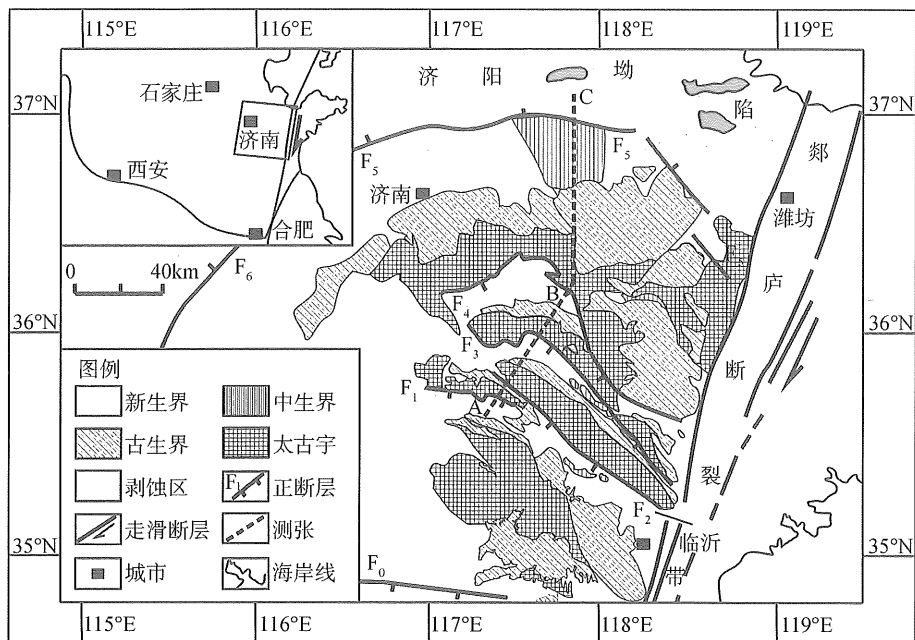 115°E 116°E 117°E 118°E 119°E
37°N 37°N
36°N 36°N
35°N 35°N
115°E 116°E 117°E 118°E 119°E
石家庄
济南
西安
合肥
0 40km
济阳坳陷
C
F5
F5
济南
郯庐断裂带
潍坊
F6
B
F4
F3
F1
A
F2
临沂
F0
图例
新生界 中生界
古生界 太古宇
剥蚀区 F1 正断层
走滑断层 测张
城市 海岸线